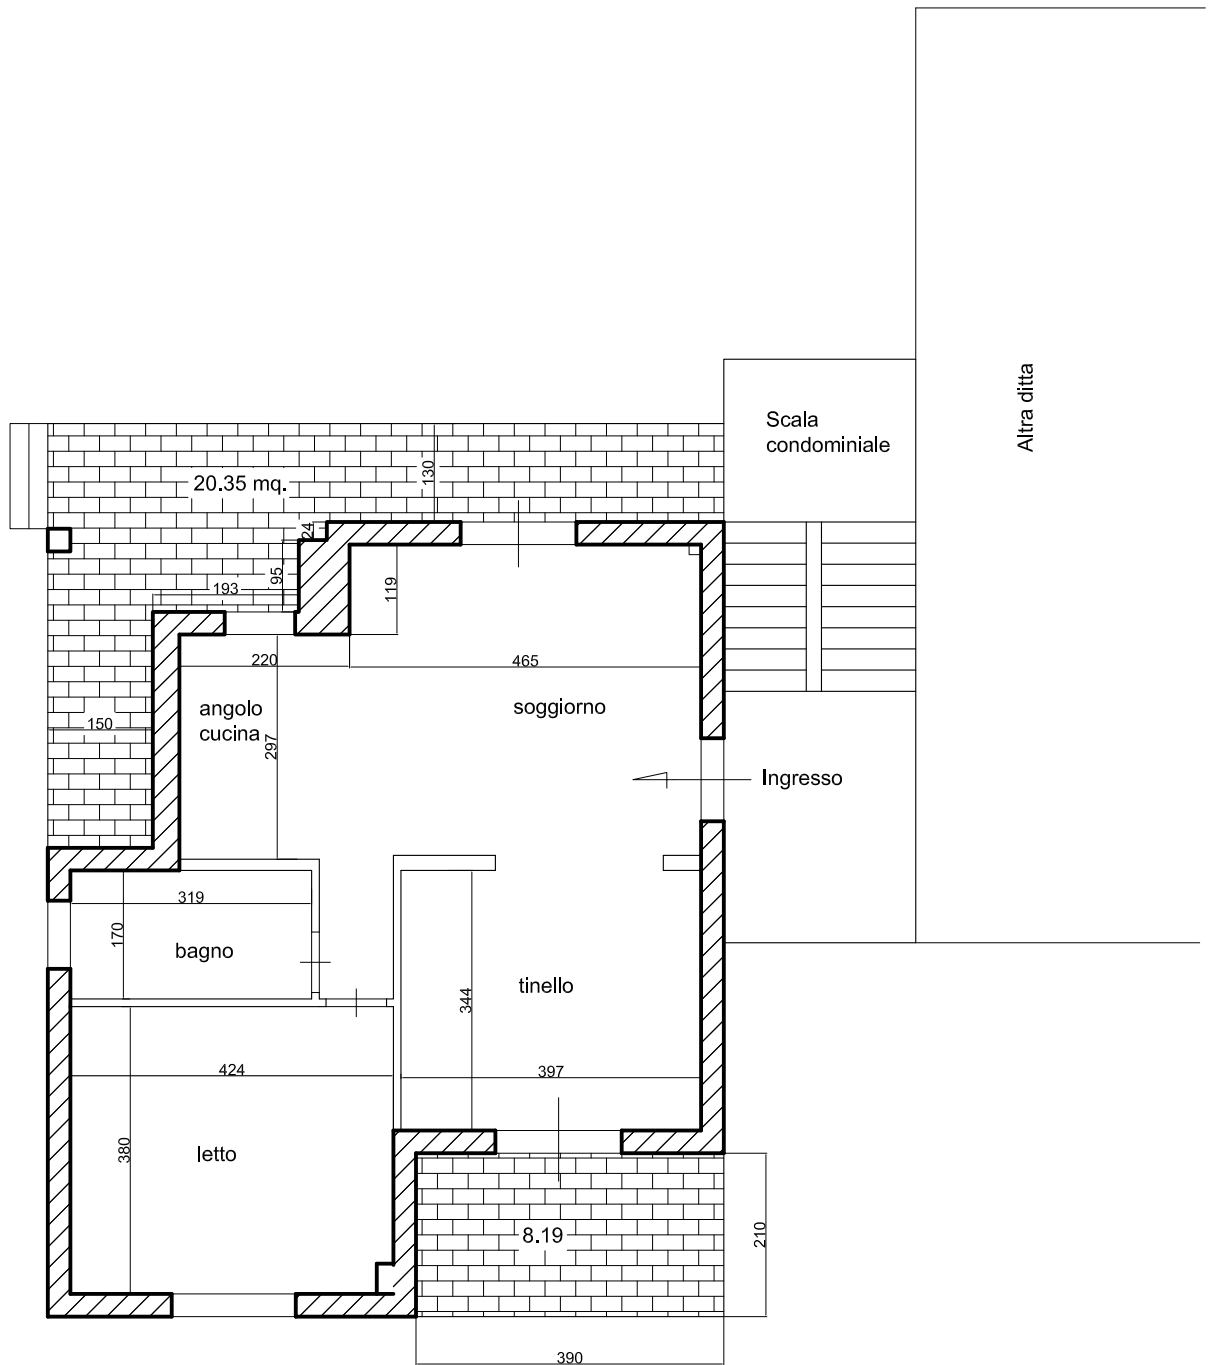 Altra ditta
Scala
condominiale
130
20.35 mq.
24
95
193
119
220
465
angolo
cucina
soggiorno
150
297
Ingresso
319
170
bagno
tinello
344
424
397
380
letto
8.19
210
390